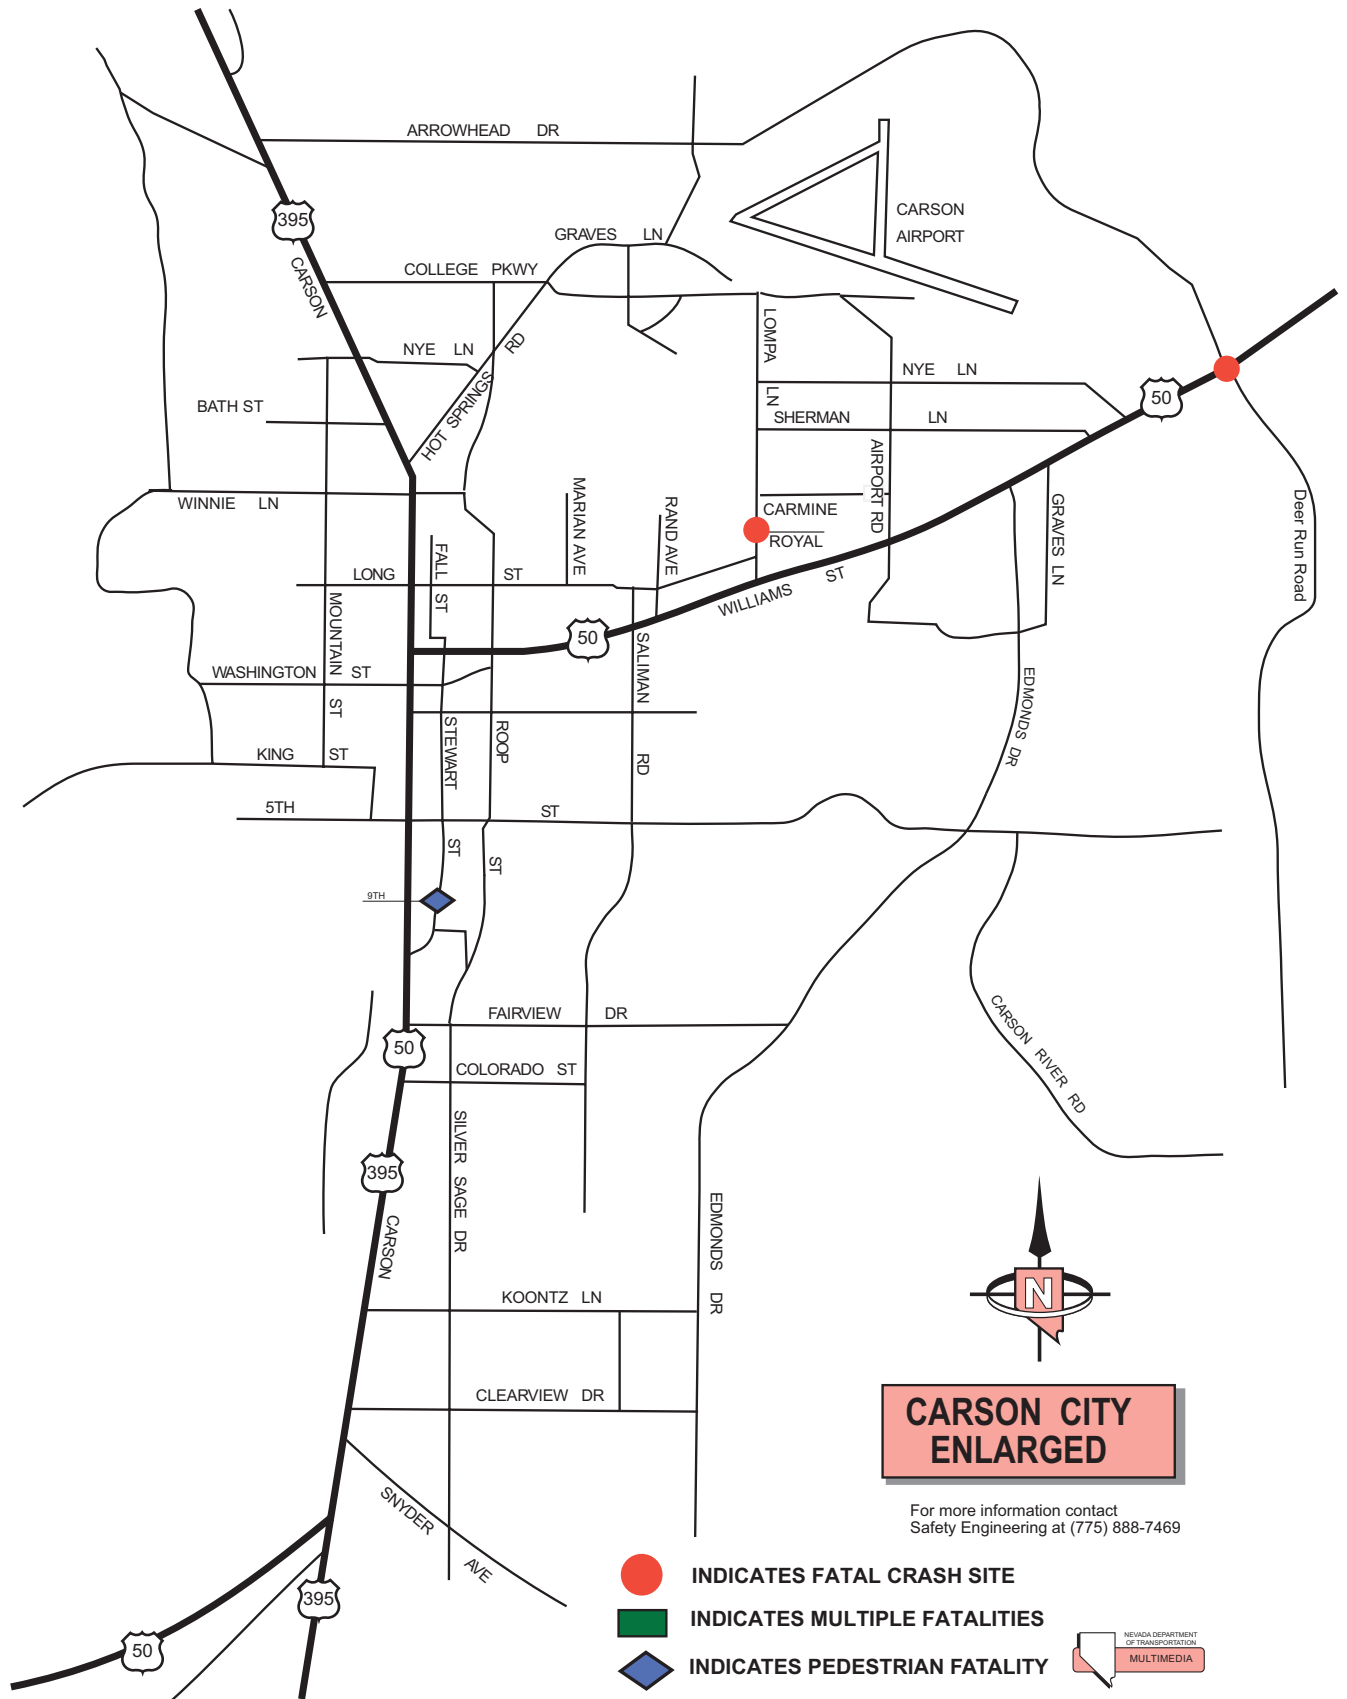 ARROWHEAD DR
395
CARSON
CARSON
AIRPORT
GRAVES LN
COLLEGE PKWY
LOMPA LN
NYE LN
HOT SPRINGS RD
NYE LN
50
BATH ST
SHERMAN LN
AIRPORT RD
WINNIE LN
MARIAN AVE
RAND AVE
CARMINE
ROYAL
GRAVES LN
Deer Run Road
FALL ST
LONG ST
WILLIAMS ST
MOUNTAIN ST
50
SALIMAN RD
WASHINGTON ST
EDMONDS DR
STEWART ST
ROOP ST
KING ST
5TH ST
9TH
CARSON RIVER RD
FAIRVIEW DR
50
COLORADO ST
SILVER SAGE DR
395
CARSON
EDMONDS DR
KOONTZ LN
N
CLEARVIEW DR
CARSON CITY
ENLARGED
SNYDER AVE
For more information contact
Safety Engineering at (775) 888-7469
395
50
INDICATES FATAL CRASH SITE
INDICATES MULTIPLE FATALITIES
INDICATES PEDESTRIAN FATALITY
NEVADA DEPARTMENT
OF TRANSPORTATION
MULTIMEDIA